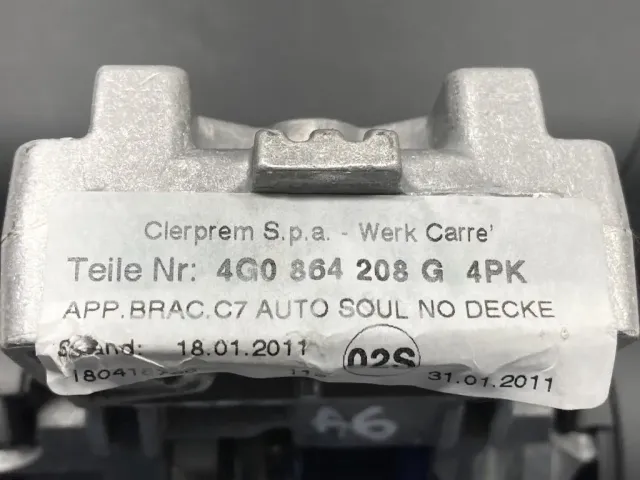 Clerprem S.p.a. - Werk Carre'
Teile Nr: 4G0 864 208 G 4PK
APP.BRAC.C7 AUTO SOUL NO DECKE
18.01.2011 02S
31.01.2011
A6